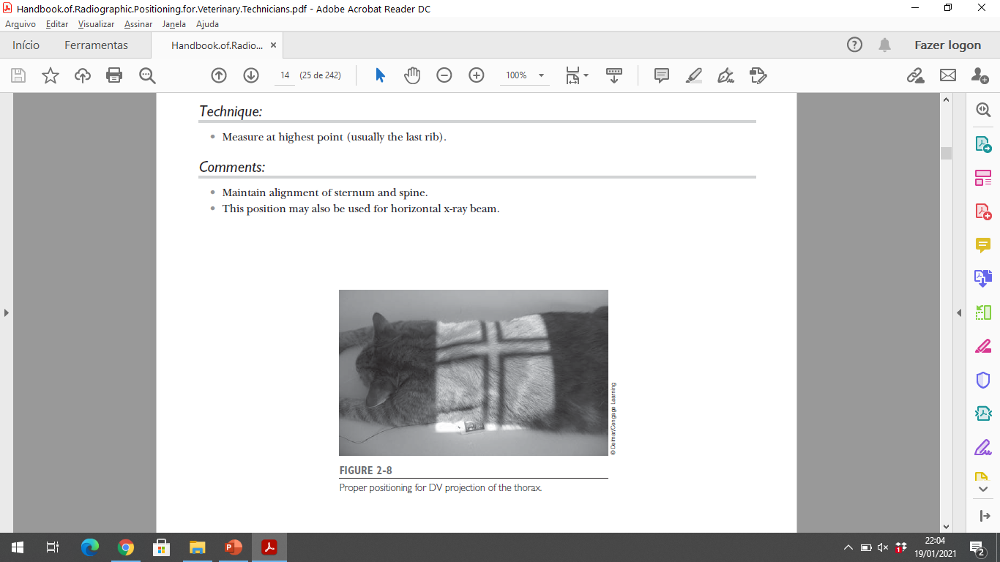 Handbook.of.Radiographic.Positioning.for.Veterinary.Technicians.pdf - Adobe Acrobat Reader DC
Arquivo Editar Visualizar Assinar Janela Ajuda
Início Ferramentas Handbook.of.Radio... × ? Fazer logon
14 (25 de 242) 100%
Technique:
• Measure at highest point (usually the last rib).
Comments:
• Maintain alignment of sternum and spine.
• This position may also be used for horizontal x-ray beam.
© Delmar/Cengage Learning
FIGURE 2-8
Proper positioning for DV projection of the thorax.
22:04
19/01/2021
1
2